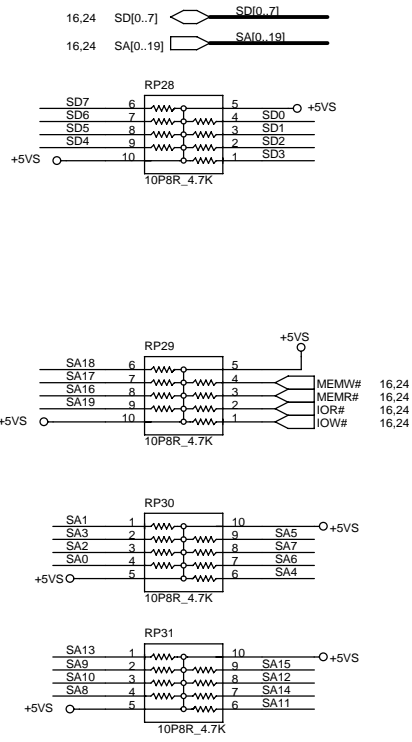 16,24 SD[0..7] SD[0..7]
16,24 SA[0..19] SA[0..19]
RP28
SD7 6 5 +5VS
SD6 7 4 SD0
SD5 8 3 SD1
SD4 9 2 SD2
+5VS 10 1 SD3
10P8R_4.7K
+5VS
RP29
SA18 6 5
SA17 7 4 MEMW# 16,24
SA16 8 3 MEMR# 16,24
SA19 9 2 IOR# 16,24
+5VS 10 1 IOW# 16,24
10P8R_4.7K
RP30
SA1 1 10 +5VS
SA3 2 9 SA5
SA2 3 8 SA7
SA0 4 7 SA6
+5VS 5 6 SA4
10P8R_4.7K
RP31
SA13 1 10 +5VS
SA9 2 9 SA15
SA10 3 8 SA12
SA8 4 7 SA14
+5VS 5 6 SA11
10P8R_4.7K